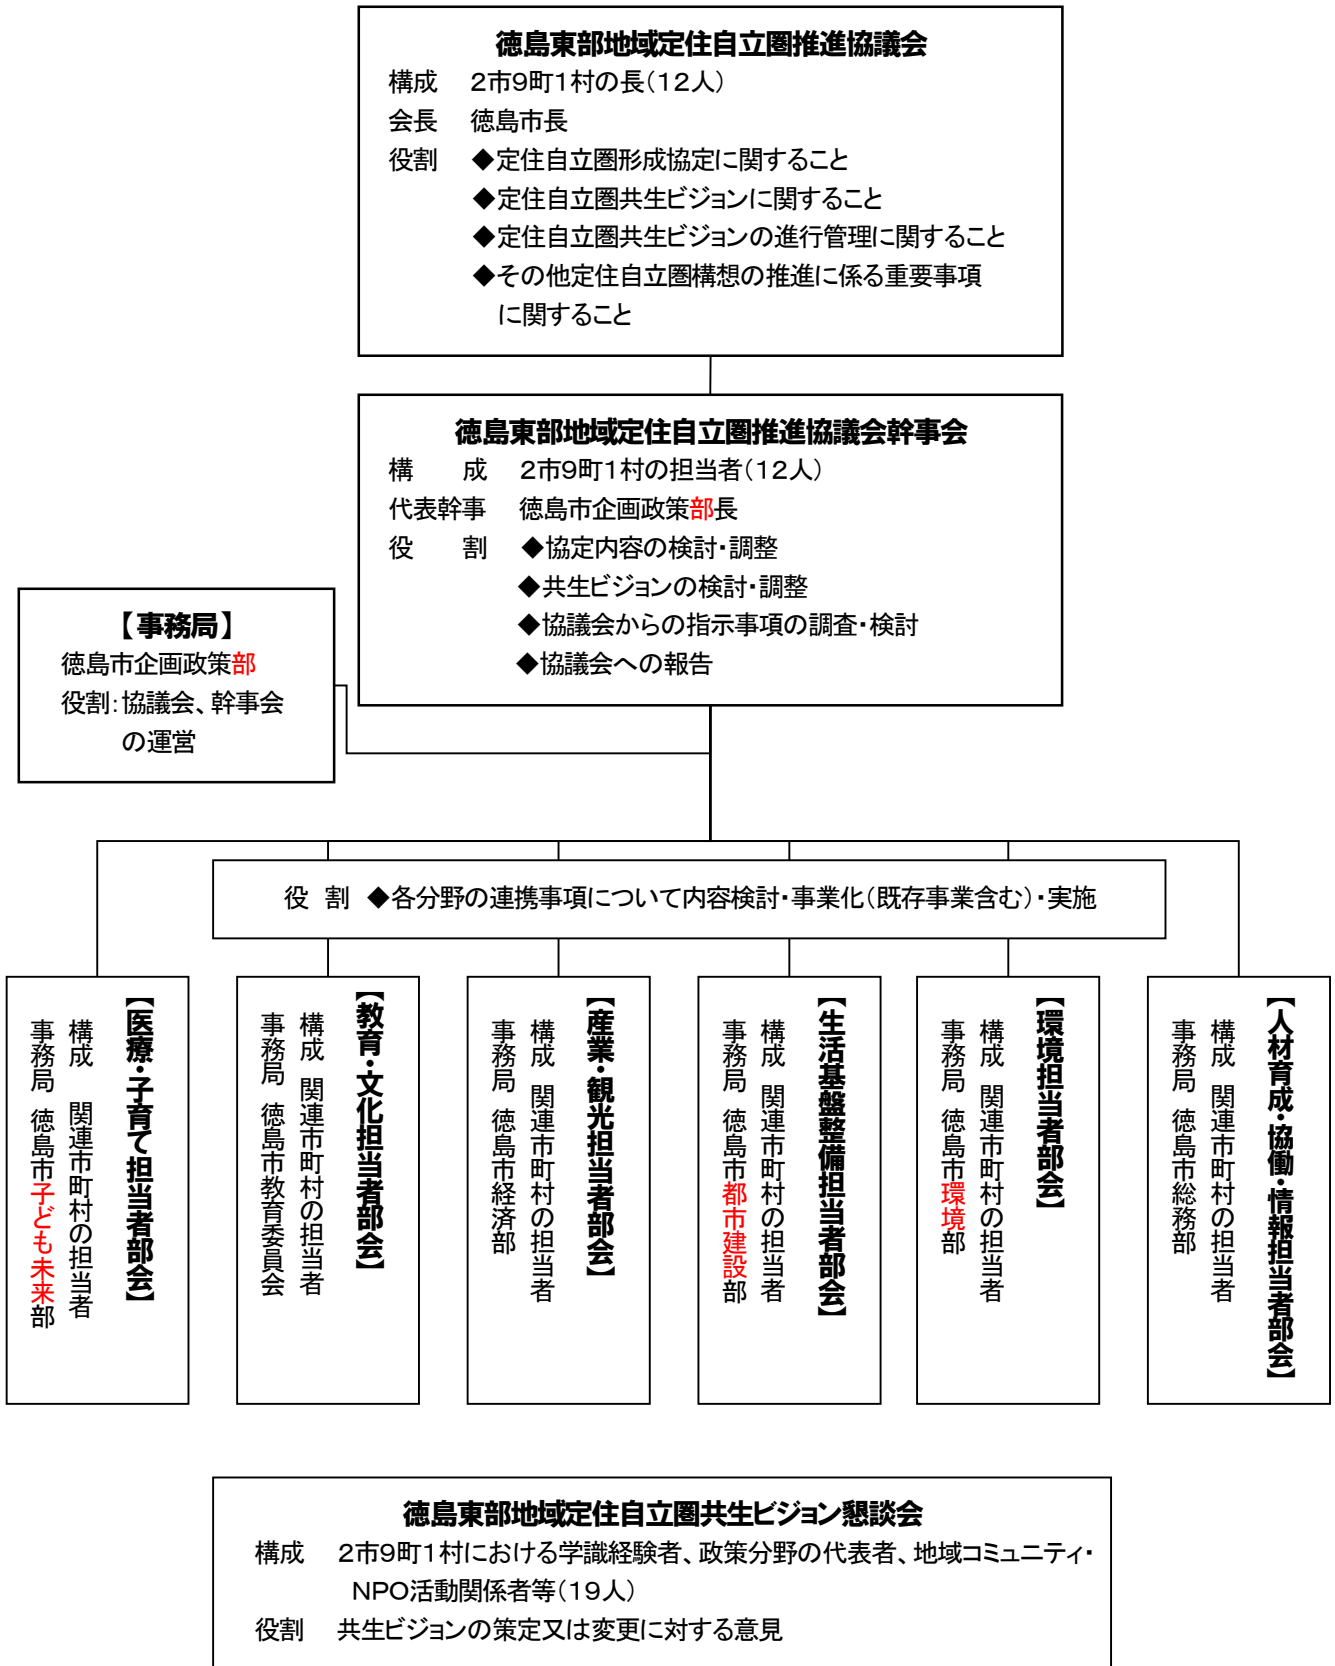 徳島東部地域定住自立圏推進協議会
構成　2市9町1村の長（12人）
会長　徳島市長
役割　◆定住自立圏形成協定に関すること
◆定住自立圏共生ビジョンに関すること
◆定住自立圏共生ビジョンの進行管理に関すること
◆その他定住自立圏構想の推進に係る重要事項
に関すること
徳島東部地域定住自立圏推進協議会幹事会
構　　成　2市9町1村の担当者（12人）
代表幹事　徳島市企画政策部長
役　　割　◆協定内容の検討・調整
◆共生ビジョンの検討・調整
◆協議会からの指示事項の調査・検討
◆協議会への報告
【事務局】
徳島市企画政策部
役割：協議会、幹事会
の運営
役　割　◆各分野の連携事項について内容検討・事業化（既存事業含む）・実施
【医療・子育て担当者部会】
構成　関連市町村の担当者
事務局　徳島市子ども未来部
【教育・文化担当者部会】
構成　関連市町村の担当者
事務局　徳島市教育委員会
【産業・観光担当者部会】
構成　関連市町村の担当者
事務局　徳島市経済部
【生活基盤整備担当者部会】
構成　関連市町村の担当者
事務局　徳島市都市建設部
【環境担当者部会】
構成　関連市町村の担当者
事務局　徳島市環境部
【人材育成・協働・情報担当者部会】
構成　関連市町村の担当者
事務局　徳島市総務部
徳島東部地域定住自立圏共生ビジョン懇談会
構成　2市9町1村における学識経験者、政策分野の代表者、地域コミュニティ・
NPO活動関係者等（19人）
役割　共生ビジョンの策定又は変更に対する意見